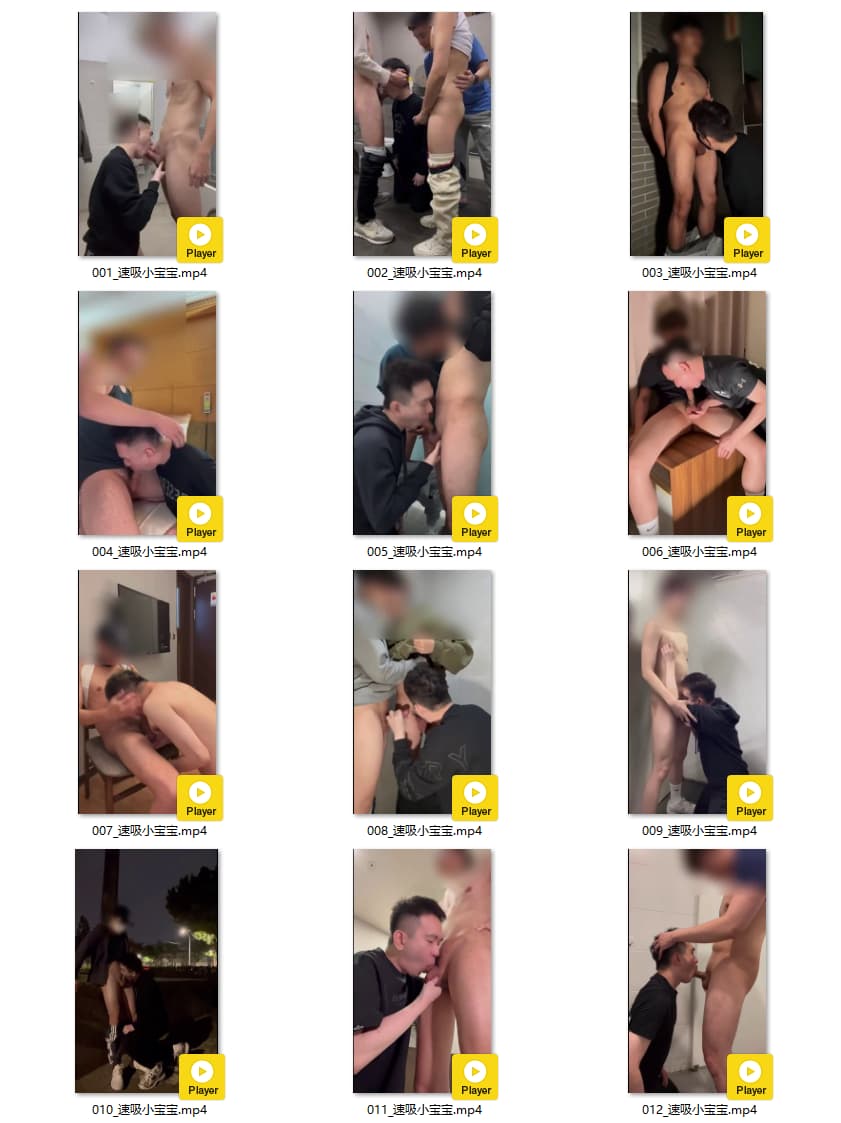 Player
Player
Player
001_速吸小宝宝.mp4
002_速吸小宝宝.mp4
003_速吸小宝宝.mp4
Player
Player
Player
004_速吸小宝宝.mp4
005_速吸小宝宝.mp4
006_速吸小宝宝.mp4
Player
Player
Player
007_速吸小宝宝.mp4
008_速吸小宝宝.mp4
009_速吸小宝宝.mp4
Player
Player
Player
010_速吸小宝宝.mp4
011_速吸小宝宝.mp4
012_速吸小宝宝.mp4